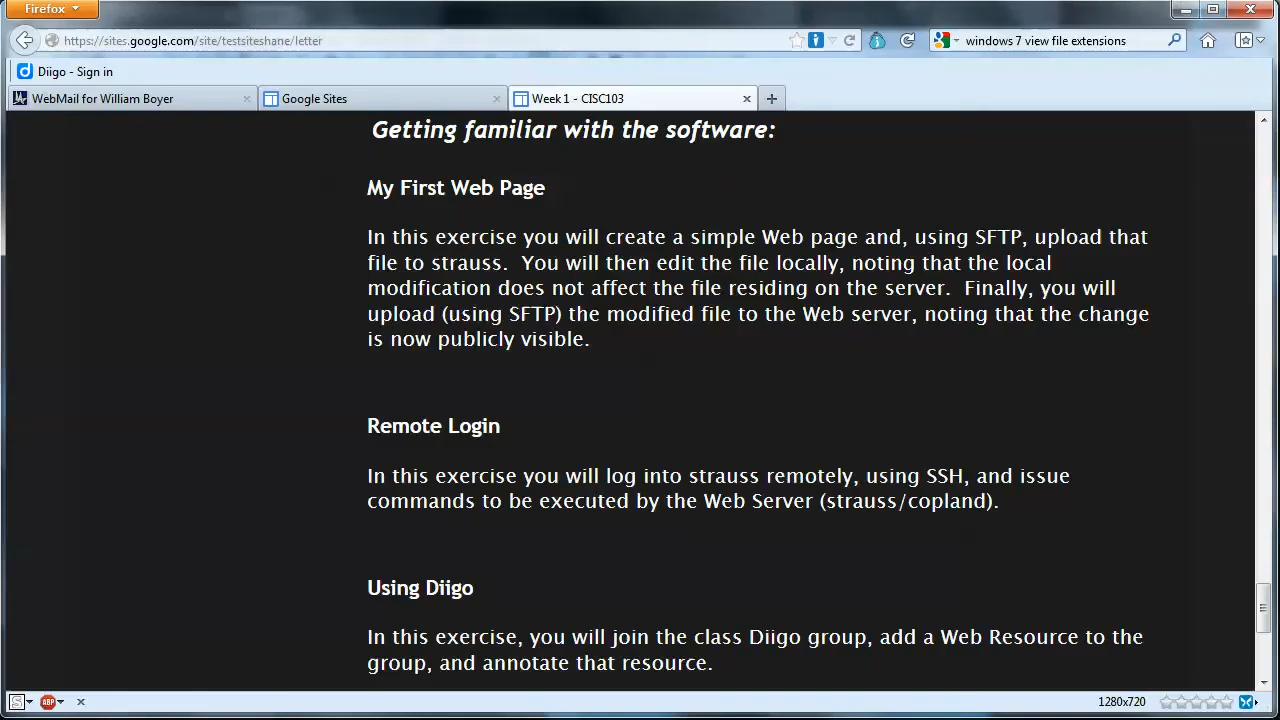 Firefox
https://sites.google.com/site/testsiteshane/letter
windows 7 view file extensions
Diigo - Sign in
WebMail for William Boyer
Google Sites
Week 1 - CISC103
Getting familiar with the software:
My First Web Page
In this exercise you will create a simple Web page and, using SFTP, upload that
file to strauss.  You will then edit the file locally, noting that the local
modification does not affect the file residing on the server.  Finally, you will
upload (using SFTP) the modified file to the Web server, noting that the change
is now publicly visible.
Remote Login
In this exercise you will log into strauss remotely, using SSH, and issue
commands to be executed by the Web Server (strauss/copland).
Using Diigo
In this exercise, you will join the class Diigo group, add a Web Resource to the
group, and annotate that resource.
S
ABP
1280x720